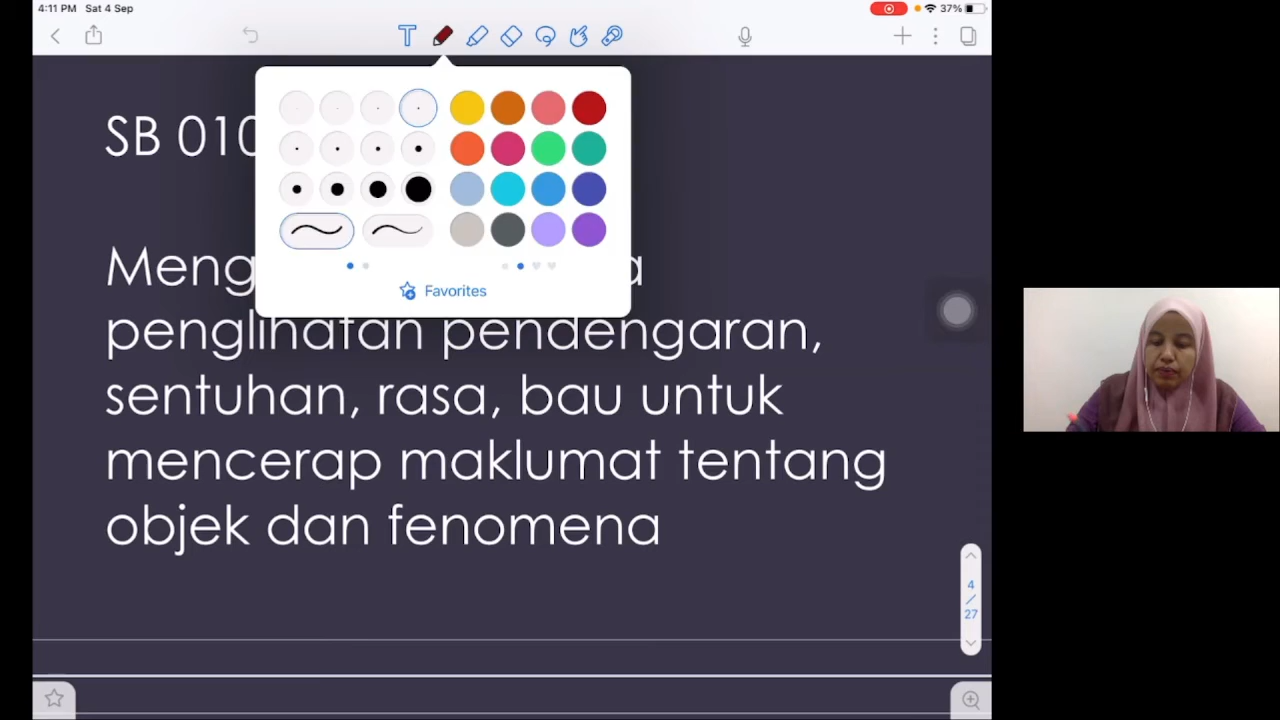 4:11 PM Sat 4 Sep
37%
T
SB 010
Favorites
Meng a
penglihatan pendengaran,
sentuhan, rasa, bau untuk
mencerap maklumat tentang
objek dan fenomena
4
/
27